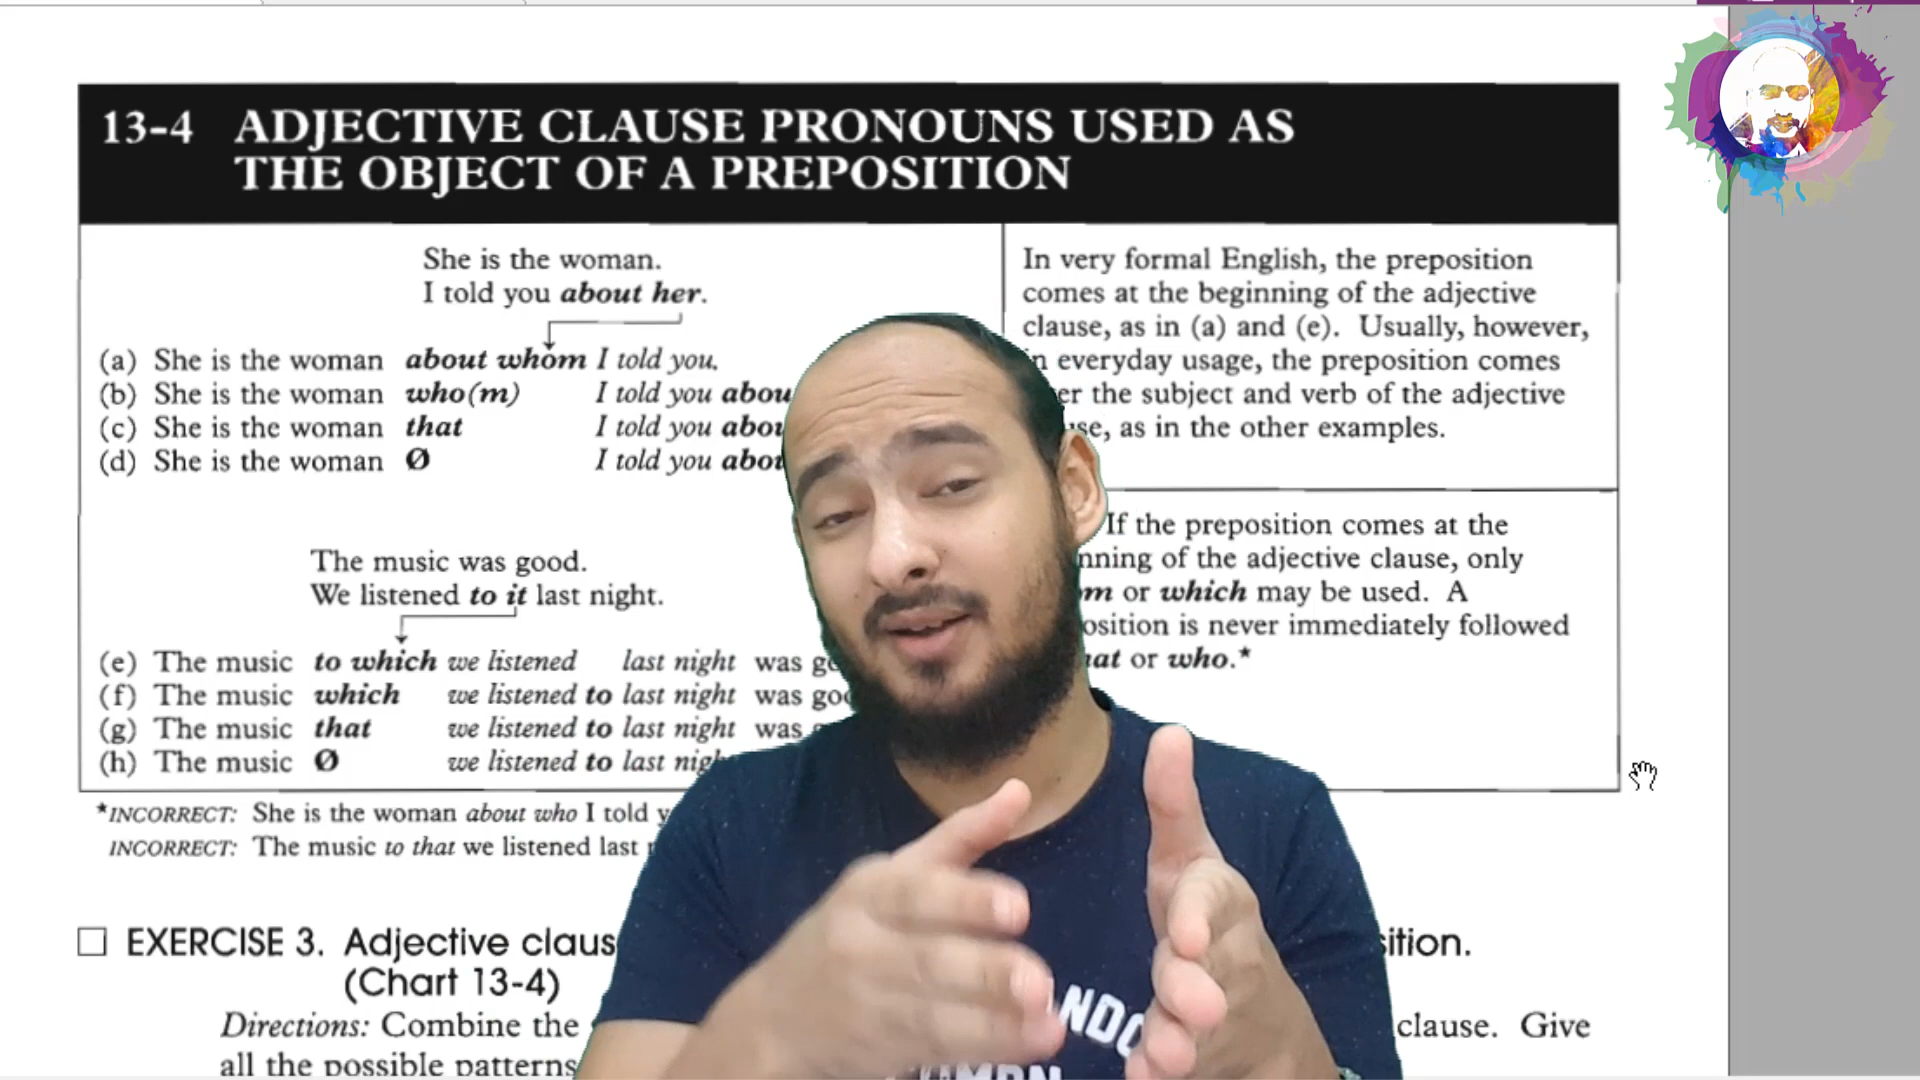 13-4 ADJECTIVE CLAUSE PRONOUNS USED AS
THE OBJECT OF A PREPOSITION
She is the woman.
I told you about her.
(a) She is the woman about whom I told you.
(b) She is the woman who(m) I told you
(c) She is the woman that I told you
(d) She is the woman Ø I told you
The music was good.
We listened to it last night.
(e) The music to which we listened last night was
(f) The music which we listened to last night was
(g) The music that we listened to last night was
(h) The music Ø we listened to last
*INCORRECT: She is the woman about who I told
INCORRECT: The music to that we listened last
In very formal English, the preposition
comes at the beginning of the adjective
clause, as in (a) and (e). Usually, however,
everyday usage, the preposition comes
the subject and verb of the adjective
as in the other examples.
If the preposition comes at the
of the adjective clause, only
or which may be used. A
is never immediately followed
or who.*
EXERCISE 3. Adjective
(Chart 13-4)
Directions: Combine the clause. Give
all the possible patterns